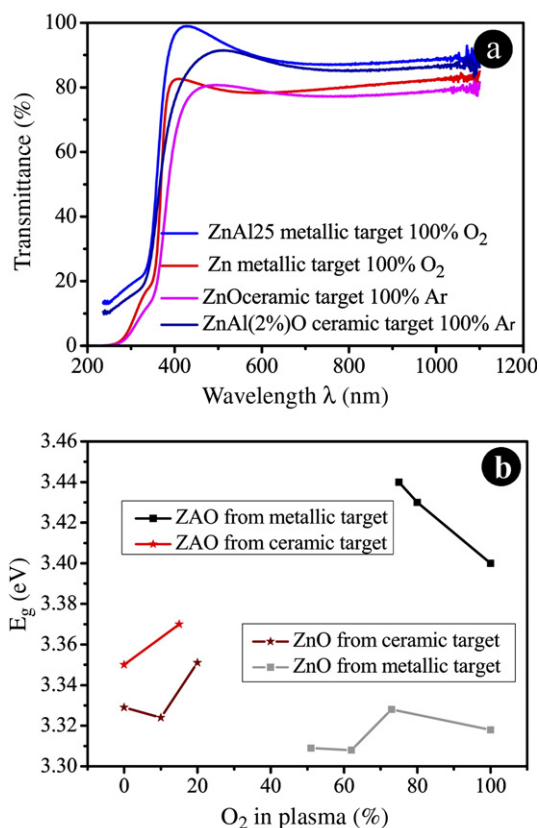 a
Transmittance (%)
100
80
60
40
20
0
ZnAl25 metallic target 100% O₂
Zn metallic target 100% O₂
ZnOceramic target 100% Ar
ZnAl(2%)O ceramic target 100% Ar
200 400 600 800 1000 1200
Wavelength λ (nm)
b
E_g (eV)
3.46
3.44
3.42
3.40
3.37
3.36
3.34
3.33
3.30
ZAO from metallic target
ZAO from ceramic target
ZnO from ceramic target
ZnO from metallic target
0 20 40 60 80 100
O₂ in plasma (%)